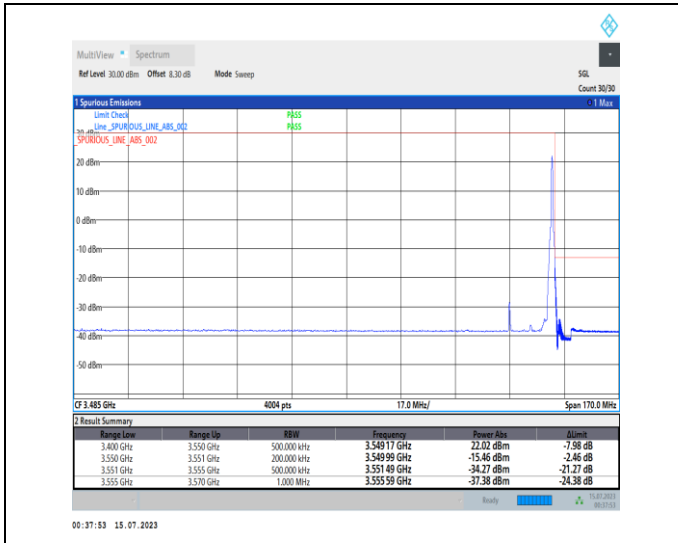 MultiView Spectrum
Ref Level 30.00 dBm Offset 8.30 dB Mode Sweep SGL
Count 30/30
1 Spurious Emissions 1 Max
Limit Check PASS
Line _SPURIOUS_LINE_ABS_002 PASS
30 dBm
_SPURIOUS_LINE_ABS_002
20 dBm
10 dBm
0 dBm
-10 dBm
-20 dBm
-30 dBm
-40 dBm
-50 dBm
CF 3.485 GHz 4004 pts 17.0 MHz/ Span 170.0 MHz
2 Result Summary
Range Low Range Up RBW Frequency Power Abs ΔLimit
3.400 GHz 3.550 GHz 500.000 kHz 3.549 17 GHz 22.02 dBm -7.98 dB
3.550 GHz 3.551 GHz 200.000 kHz 3.549 99 GHz -15.46 dBm -2.46 dB
3.551 GHz 3.555 GHz 500.000 kHz 3.551 49 GHz -34.27 dBm -21.27 dB
3.555 GHz 3.570 GHz 1.000 MHz 3.555 59 GHz -37.38 dBm -24.38 dB
Ready 15.07.2023
00:37:53
00:37:53 15.07.2023